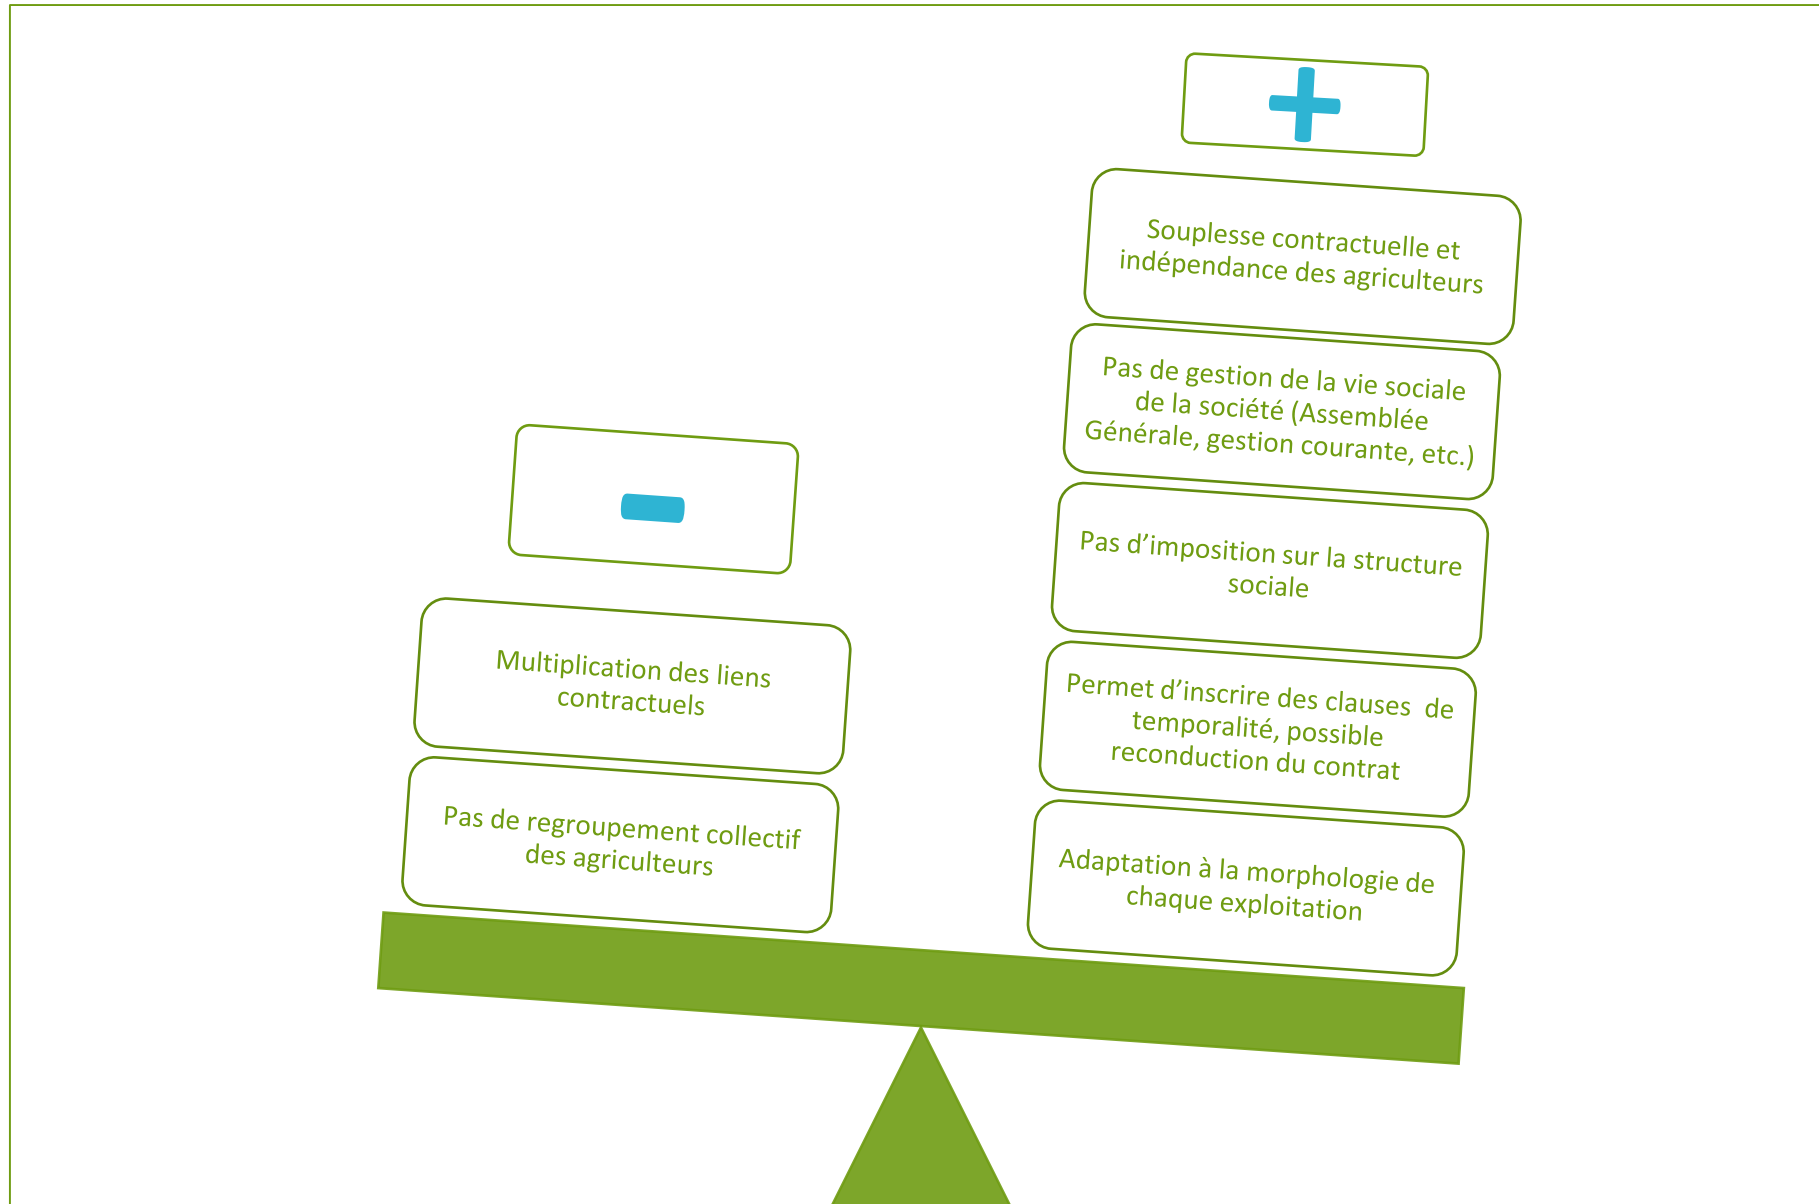 -
Multiplication des liens
contractuels
Pas de regroupement collectif
des agriculteurs
+
Souplesse contractuelle et
indépendance des agriculteurs
Pas de gestion de la vie sociale
de la société (Assemblée
Générale, gestion courante, etc.)
Pas d’imposition sur la structure
sociale
Permet d’inscrire des clauses  de
temporalité, possible
reconduction du contrat
Adaptation à la morphologie de
chaque exploitation